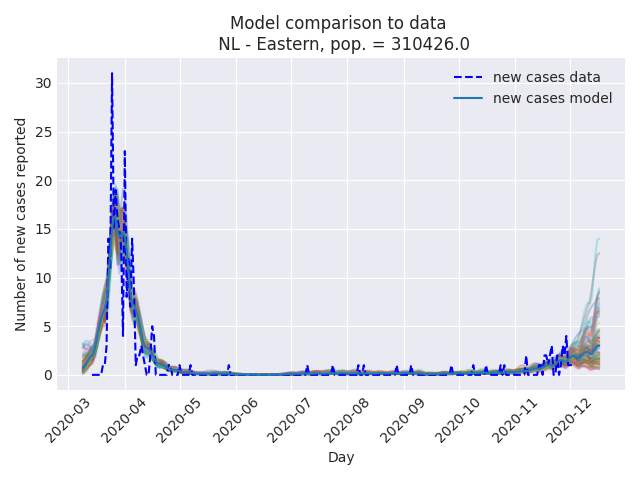 Model comparison to data
NL - Eastern, pop. = 310426.0
new cases data
new cases model
Number of new cases reported
30
25
20
15
10
5
0
2020-03
2020-04
2020-05
2020-06
2020-07
2020-08
2020-09
2020-10
2020-11
2020-12
Day